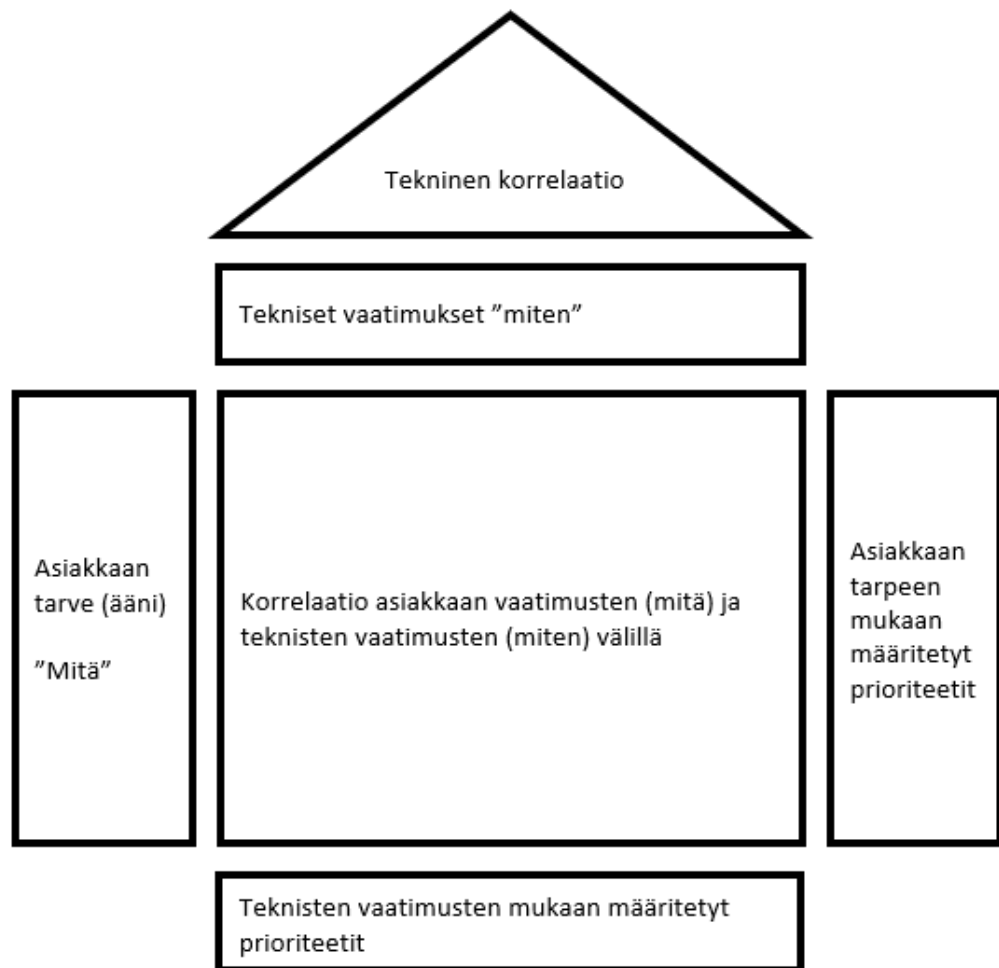 Tekninen korrelaatio
Tekniset vaatimukset ”miten”
Asiakkaan
tarve (ääni)
”Mitä”
Korrelaatio asiakkaan vaatimusten (mitä) ja
teknisten vaatimusten (miten) välillä
Asiakkaan
tarpeen
mukaan
määritetyt
prioriteetit
Teknisten vaatimusten mukaan määritetyt
prioriteetit